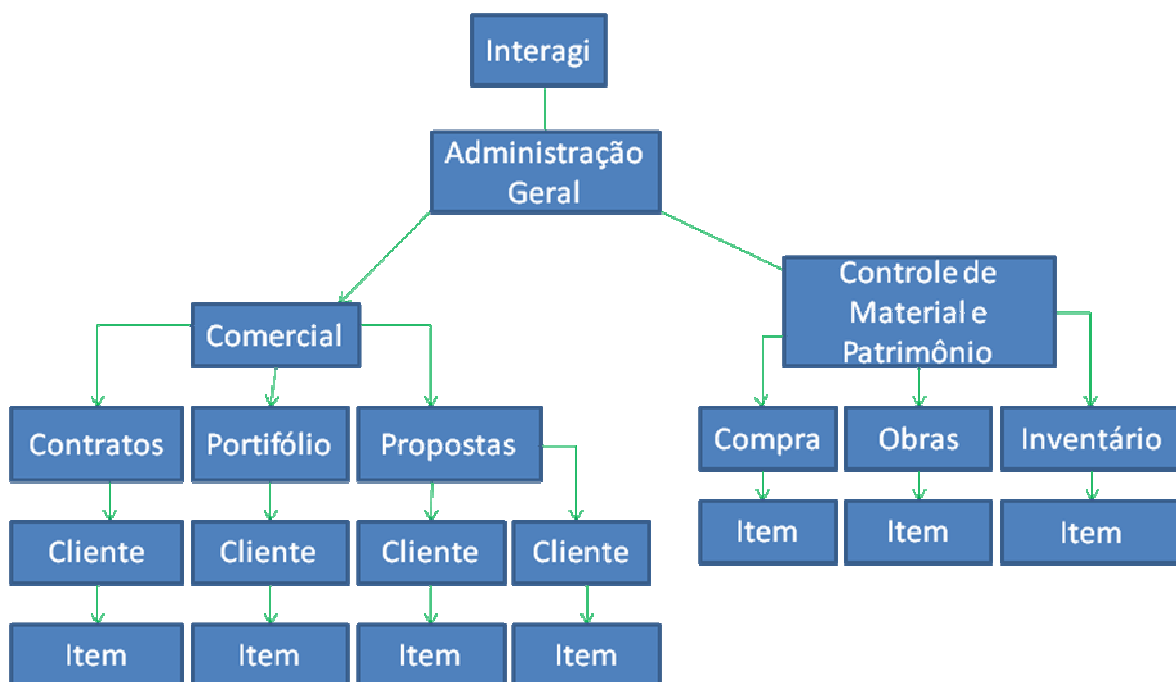 Interagi
Administração
Geral
Controle de
Material e
Patrimônio
Comercial
Contratos
Portifólio
Propostas
Compra
Obras
Inventário
Cliente
Cliente
Cliente
Cliente
Item
Item
Item
Item
Item
Item
Item